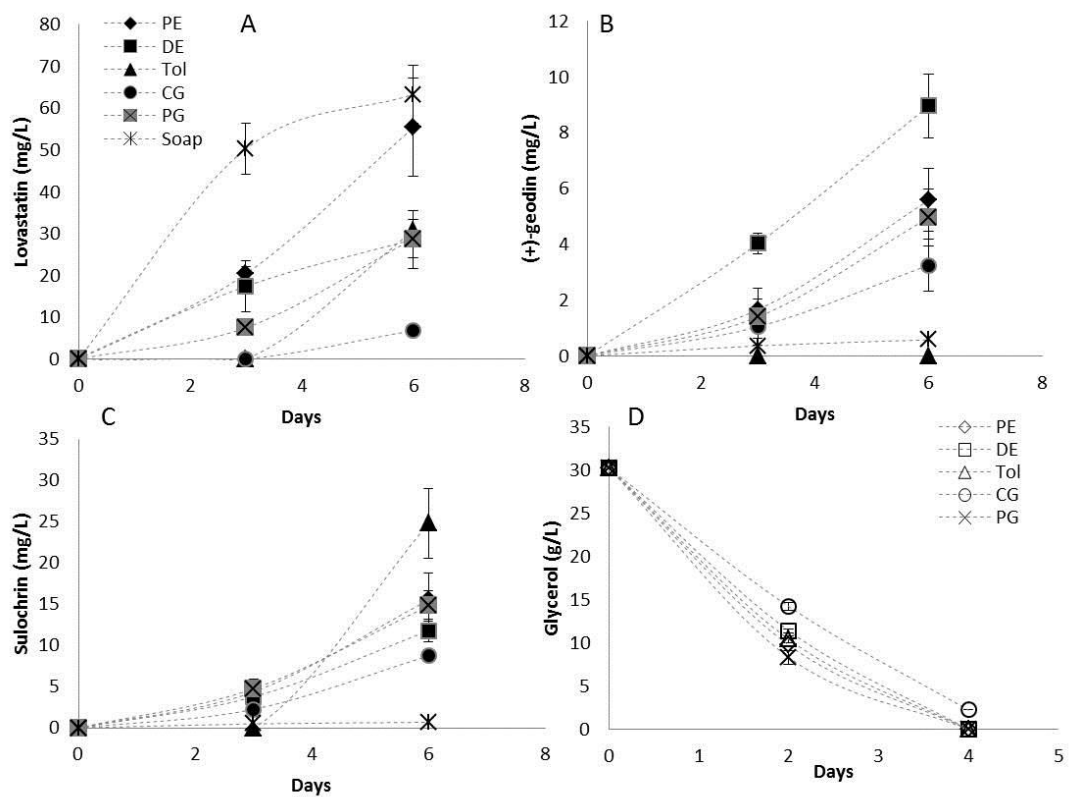 A
PE
DE
Tol
CG
PG
Soap
Lovastatin (mg/L)
80
70
60
50
40
30
20
10
0
0 2 4 6 8
Days
B
(+)-geodin (mg/L)
12
10
8
6
4
2
0
0 2 4 6 8
Days
C
Sulochrin (mg/L)
35
30
25
20
15
10
5
0
0 2 4 6 8
Days
D
PE
DE
Tol
CG
PG
Glycerol (g/L)
35
30
25
20
15
10
5
0
0 1 2 3 4 5
Days